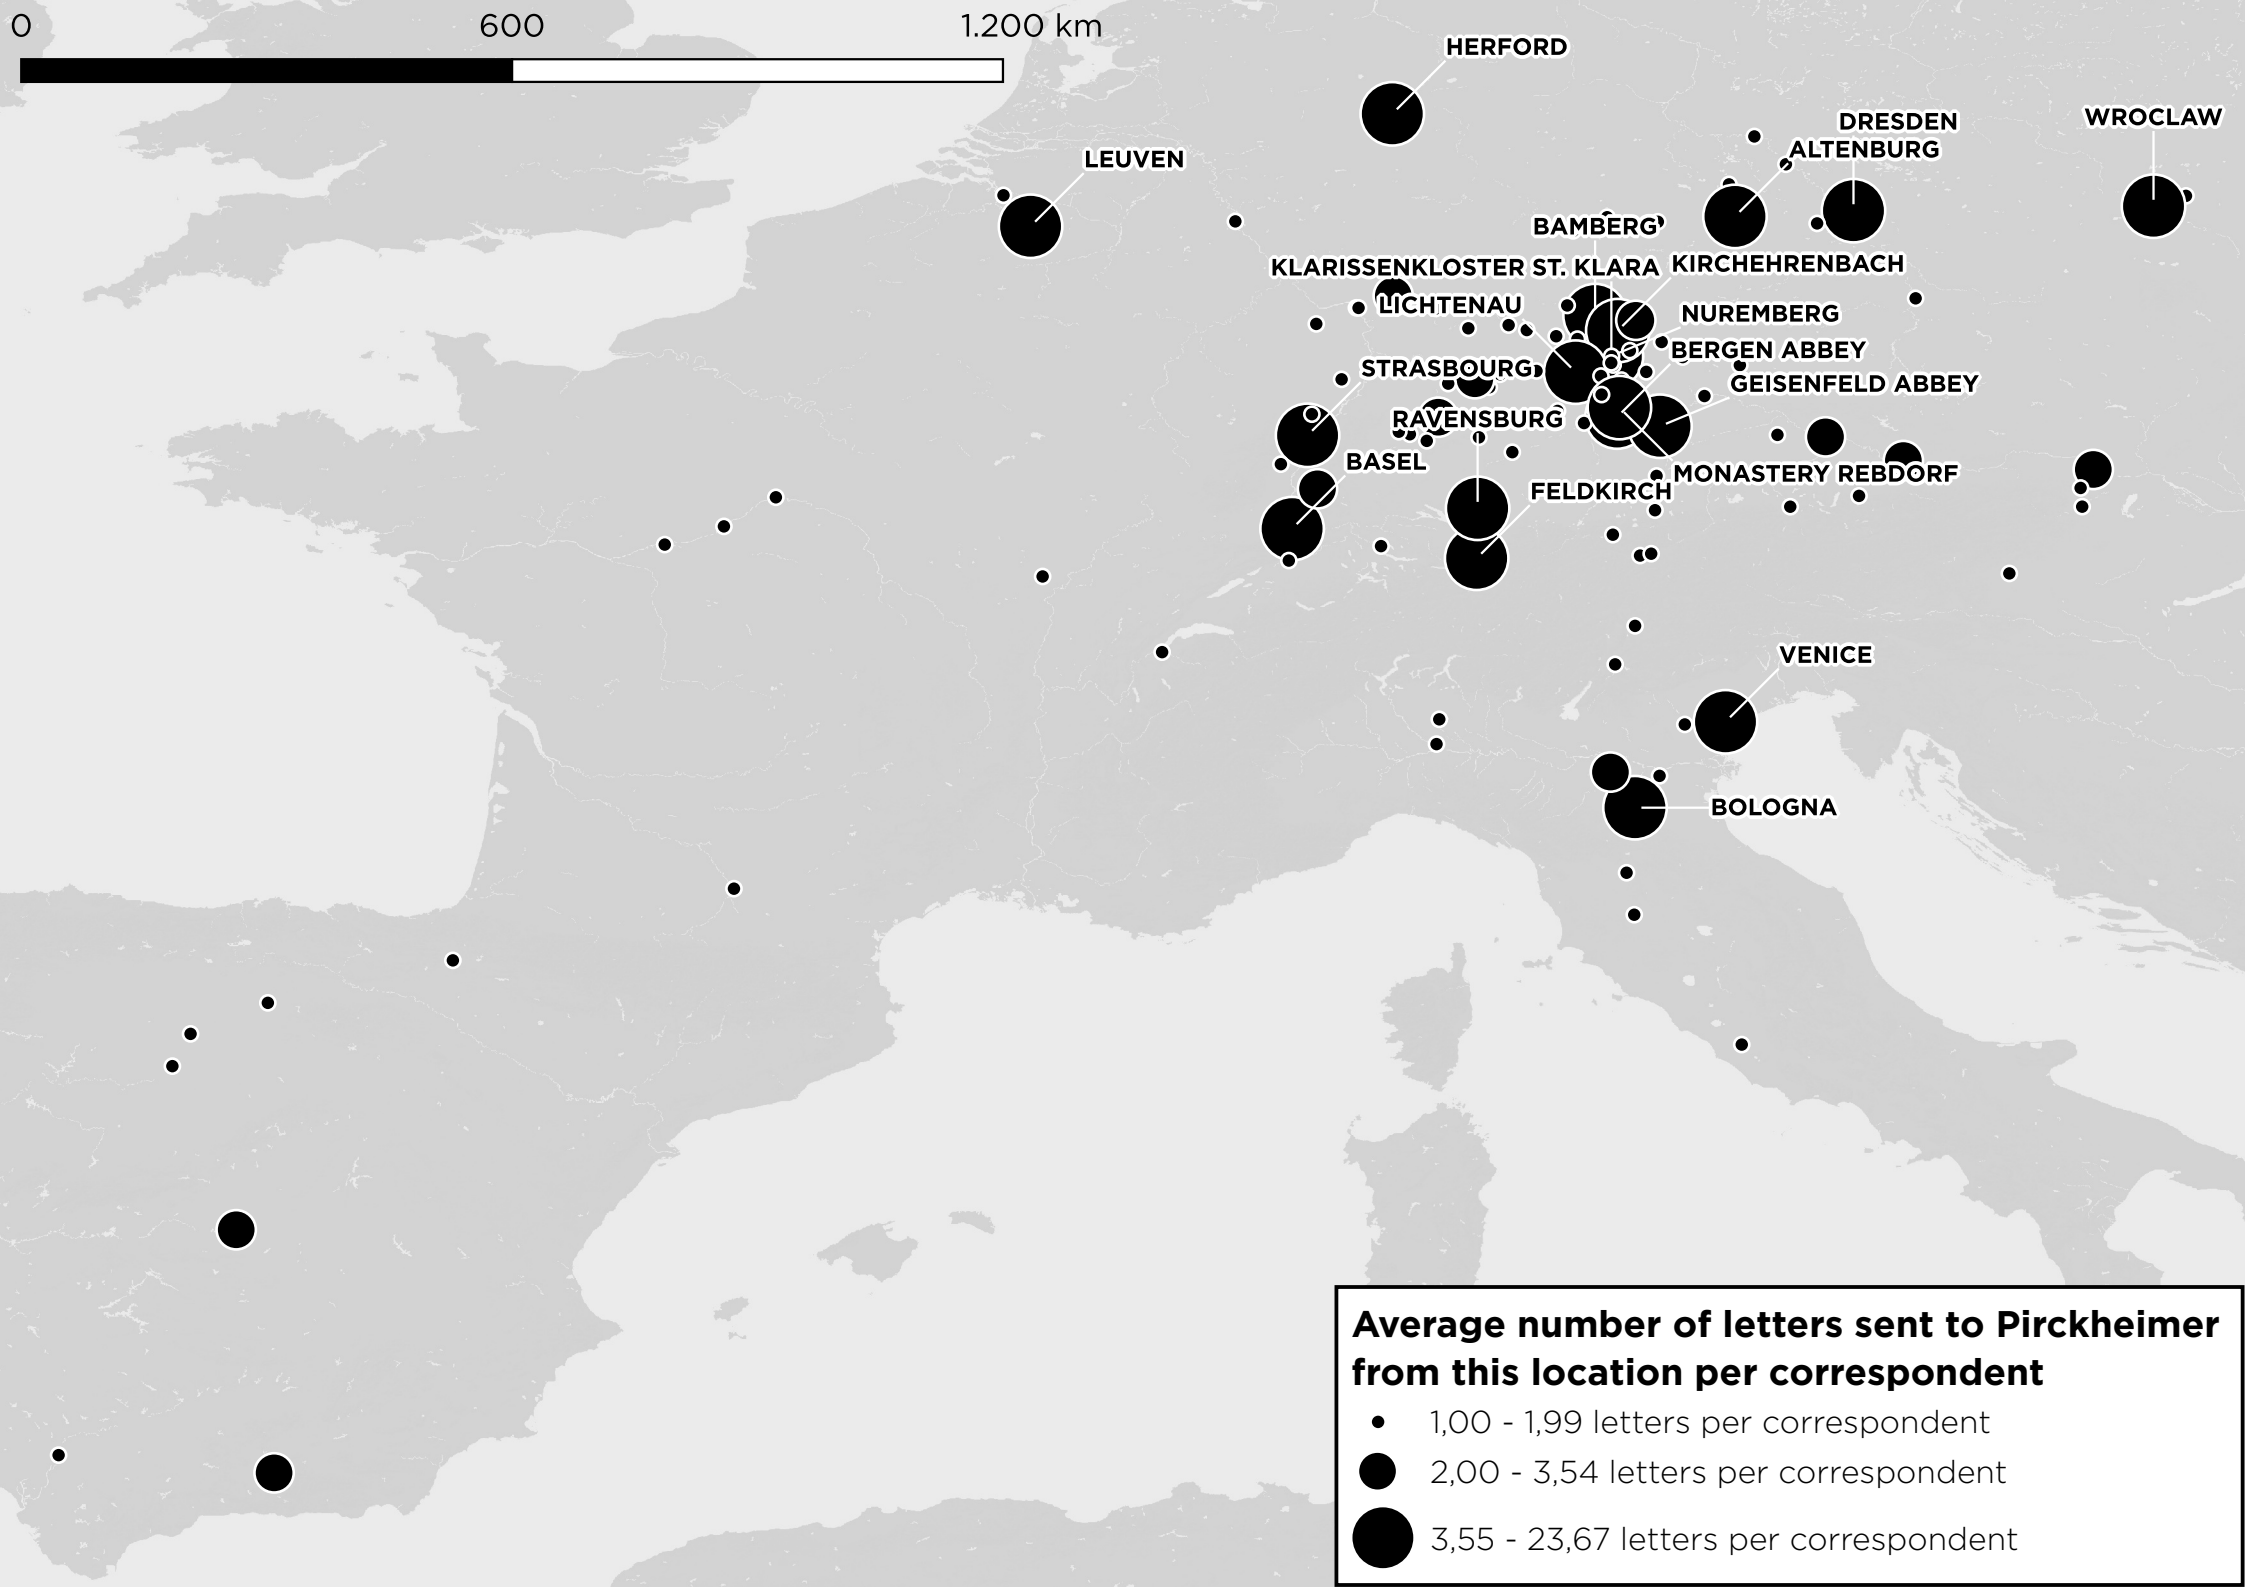 0 600 1.200 km
HERFORD
WROCLAW
DRESDEN
ALTENBURG
LEUVEN
BAMBERG
KLARISSENKLOSTER ST. KLARA
KIRCHEHRENBACH
LICHTENAU
NUREMBERG
BERGEN ABBEY
STRASBOURG
GEISENFELD ABBEY
RAVENSBURG
BASEL
MONASTERY REBDORF
FELDKIRCH
VENICE
BOLOGNA
Average number of letters sent to Pirckheimer
from this location per correspondent
1,00 - 1,99 letters per correspondent
2,00 - 3,54 letters per correspondent
3,55 - 23,67 letters per correspondent